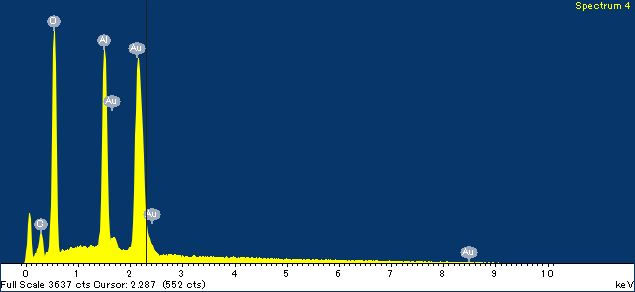 Spectrum 4
O
Al
Au
Au
Au
C
Au
0 1 2 3 4 5 6 7 8 9 10
Full Scale 3637 cts Cursor: 2.287 (552 cts) keV